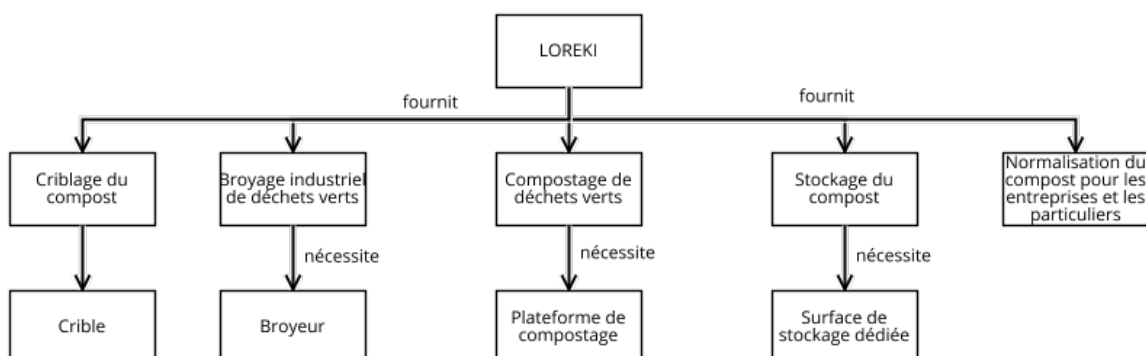 LOREKI
fournit
fournit
Criblage du
compost
Broyage industriel
de déchets verts
Compostage de
déchets verts
Stockage du
compost
Normalisation du
compost pour les
entreprises et les
particuliers
nécessite
nécessite
nécessite
Crible
Broyeur
Plateforme de
compostage
Surface de
stockage dédiée